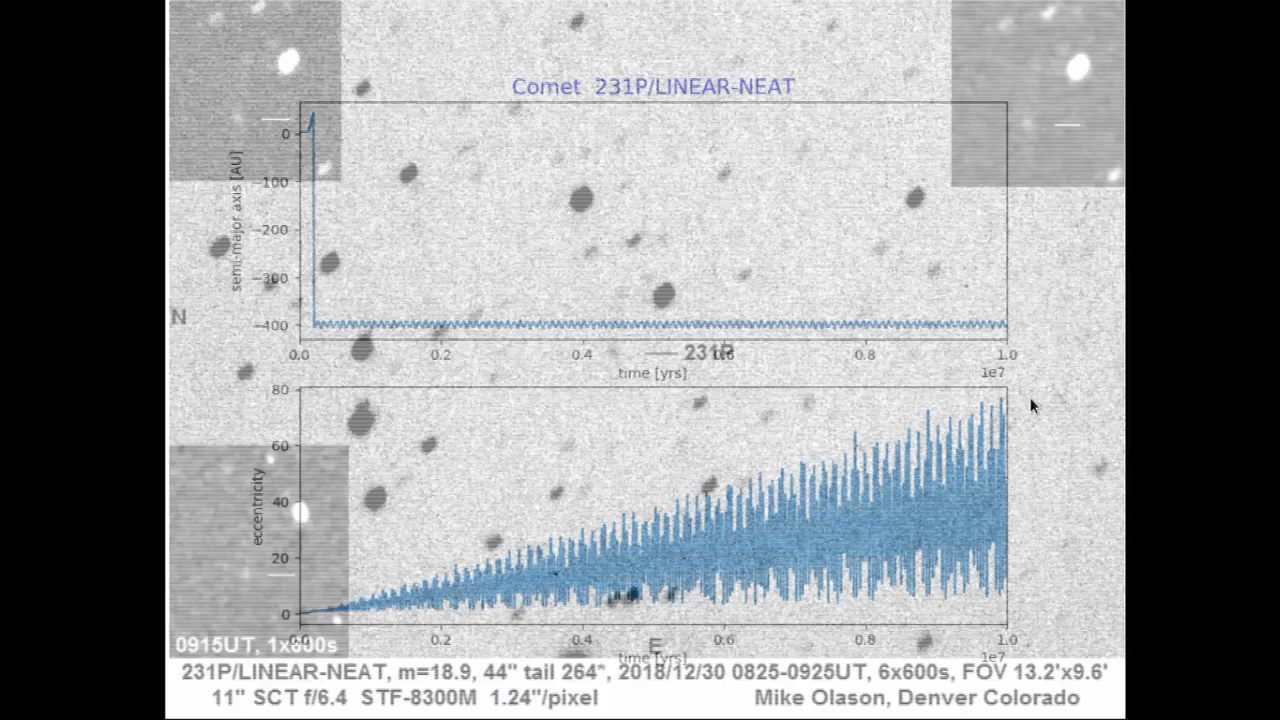 Comet 231P/LINEAR-NEAT
semi-major axis [AU]
0
−100
−200
−300
−400
N
231P
0.0 0.2 0.4 0.6 0.8 1.0
time [yrs] 1e7
eccentricity
80
60
40
20
0
0915UT, 1x600s
0.0 0.2 0.4 0.6 0.8 1.0
E
time [yrs] 1e7
231P/LINEAR-NEAT, m=18.9, 44" tail 264*, 2018/12/30 0825-0925UT, 6x600s, FOV 13.2'x9.6'
11" SCT f/6.4 STF-8300M 1.24"/pixel Mike Olason, Denver Colorado